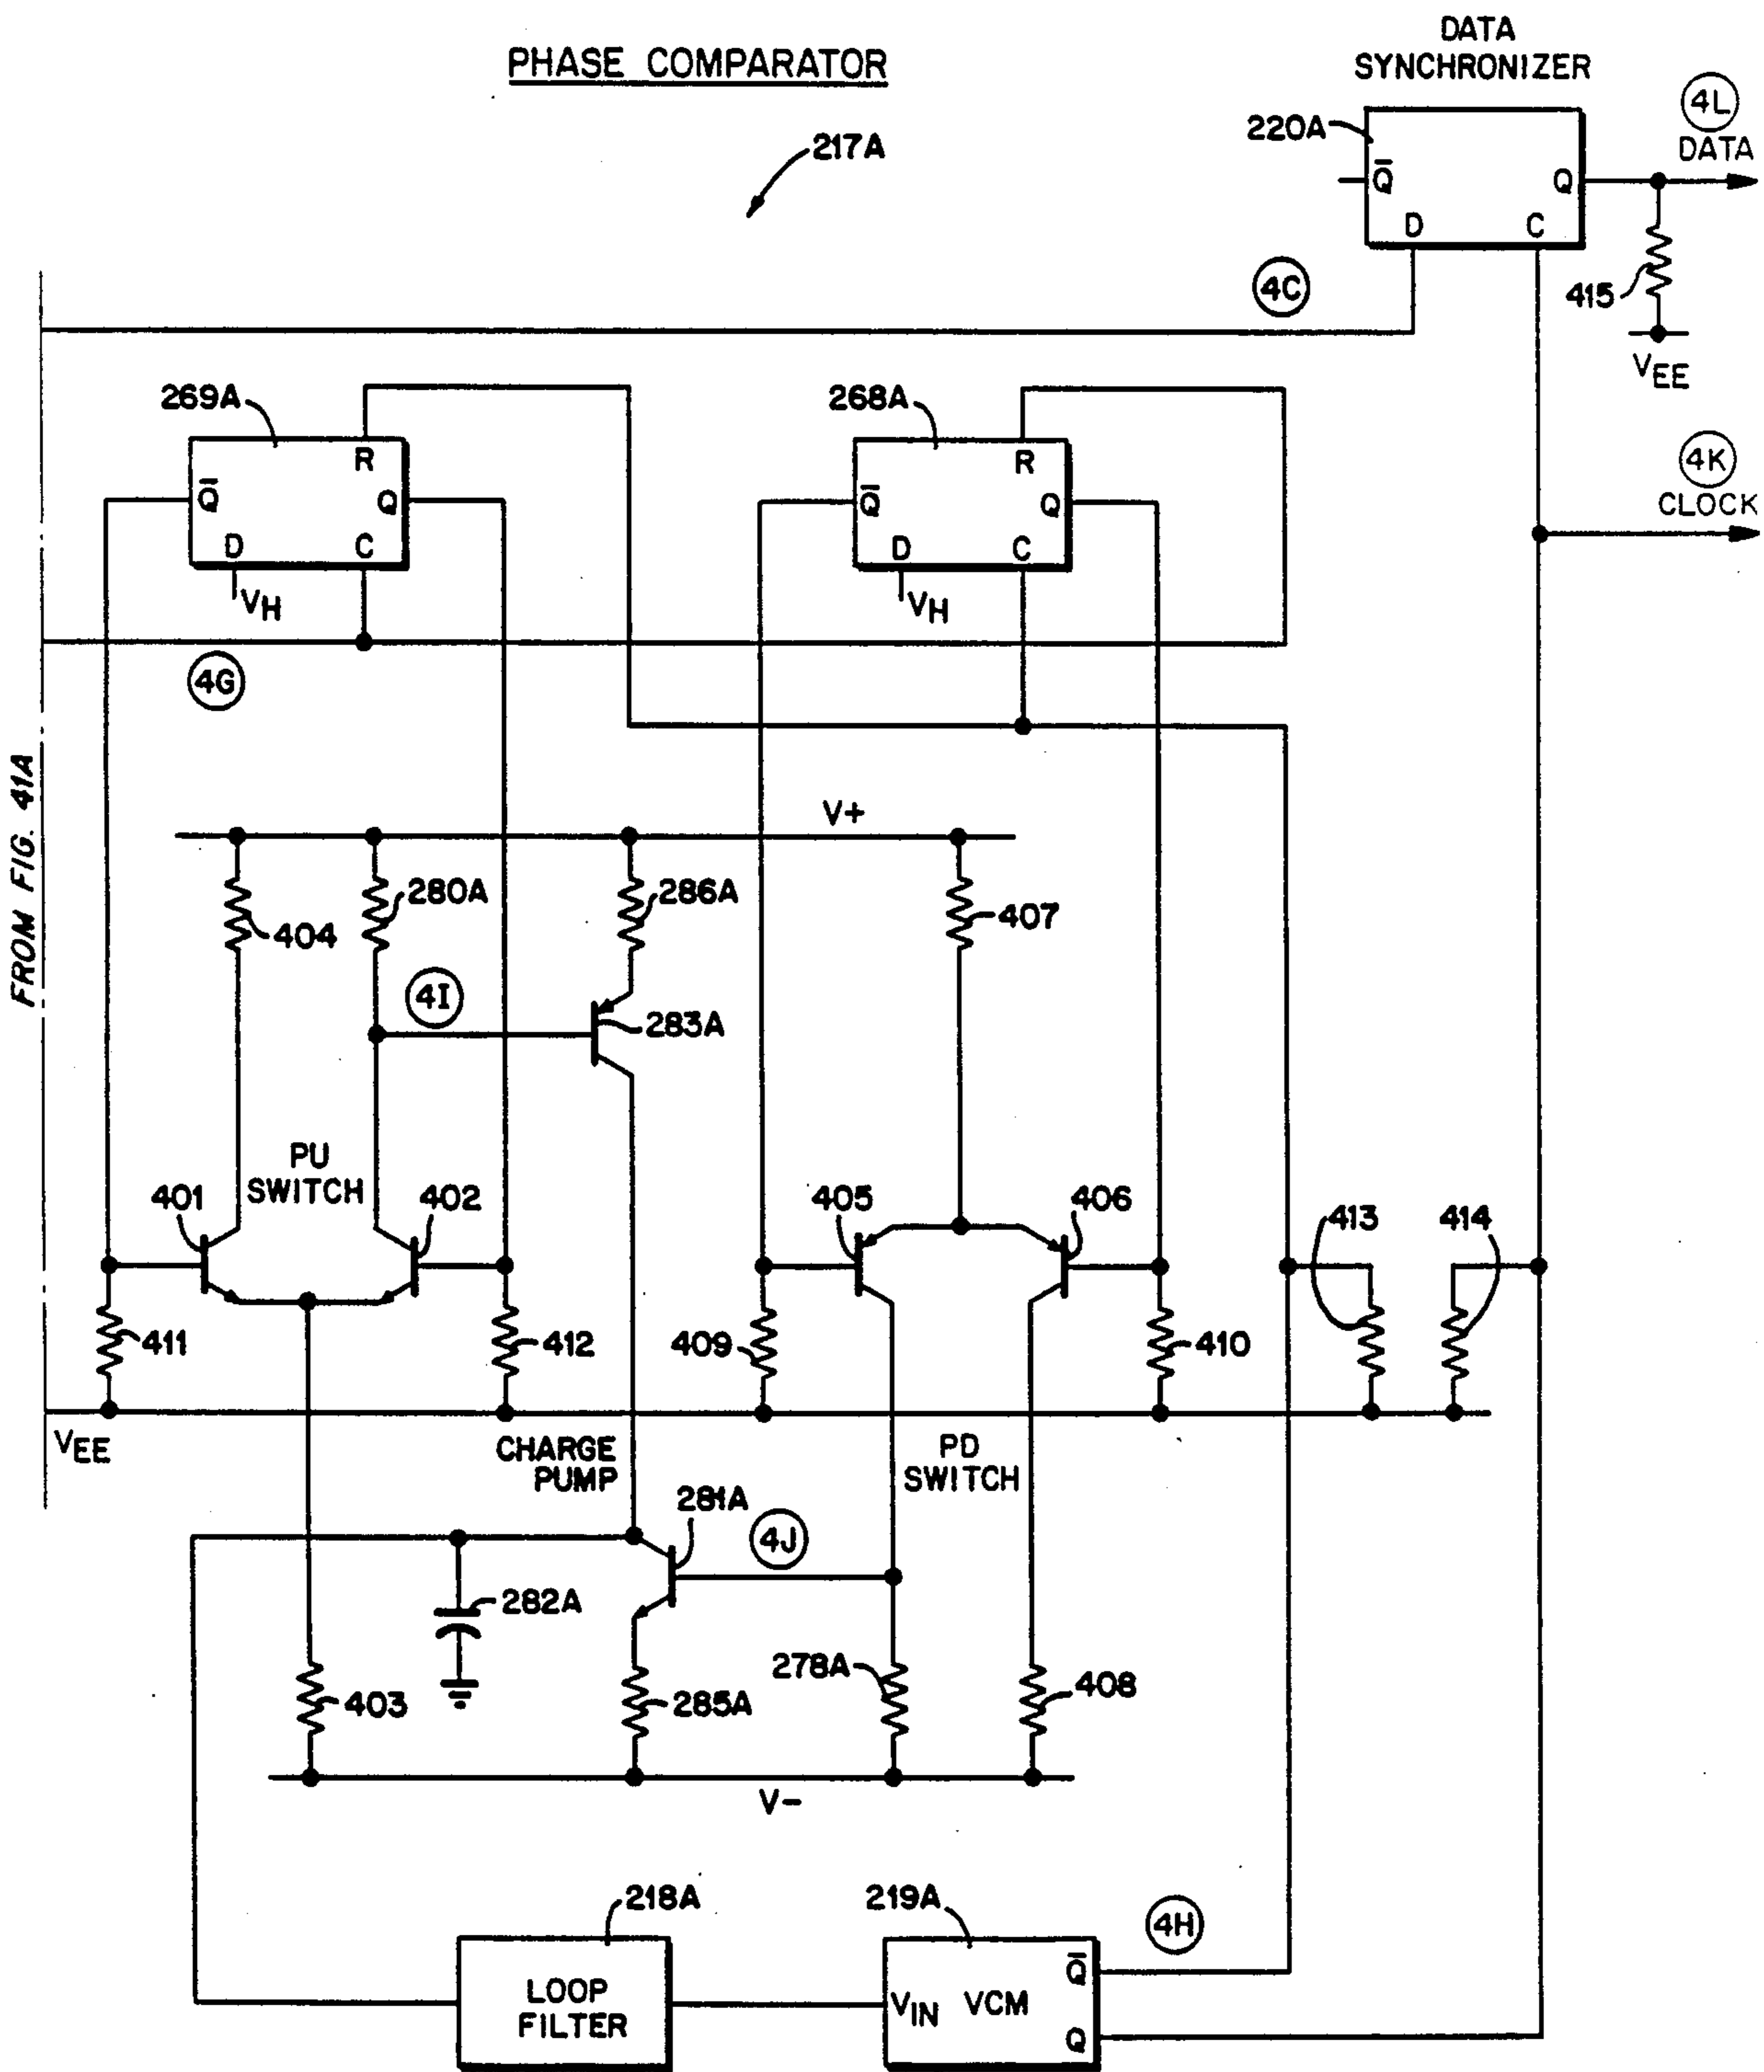 PHASE COMPARATOR
217A
DATA
SYNCHRONIZER
220A
Q̅
Q
D
C
4L
DATA
415
VEE
4C
4K
CLOCK
269A
R
Q̅
Q
D
C
VH
268A
R
Q̅
Q
D
C
VH
4G
FROM FIG. 41A
V+
404
280A
286A
407
4I
283A
PU
SWITCH
401
402
405
406
413
414
411
412
409
410
VEE
CHARGE
PUMP
PD
SWITCH
281A
4J
282A
403
285A
278A
408
V-
218A
LOOP
FILTER
219A
4H
VIN VCM
Q̅
Q